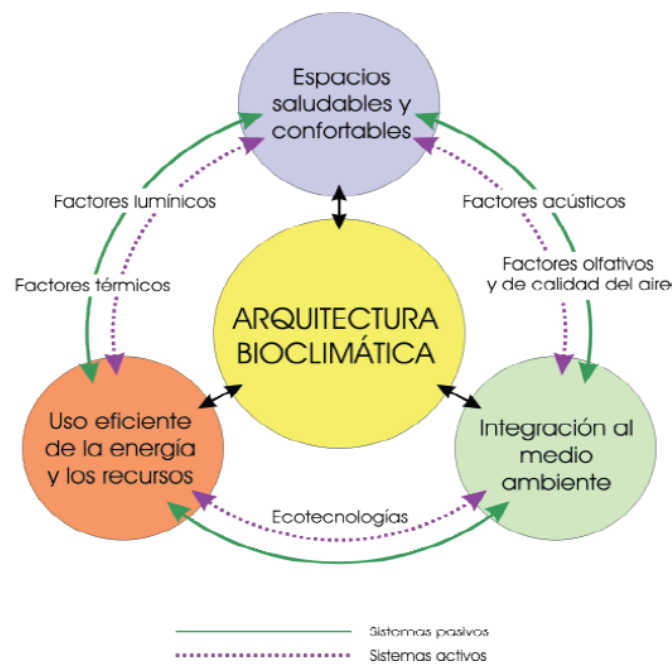 Espacios
saludables y
confortables
Factores lumínicos
Factores acústicos
Factores térmicos
Factores olfativos
y de calidad del aire
ARQUITECTURA
BIOCLIMÁTICA
Uso eficiente
de la energía
y los recursos
Integración al
medio
ambiente
Ecotecnologías
Sistemas pasivos
Sistemas activos